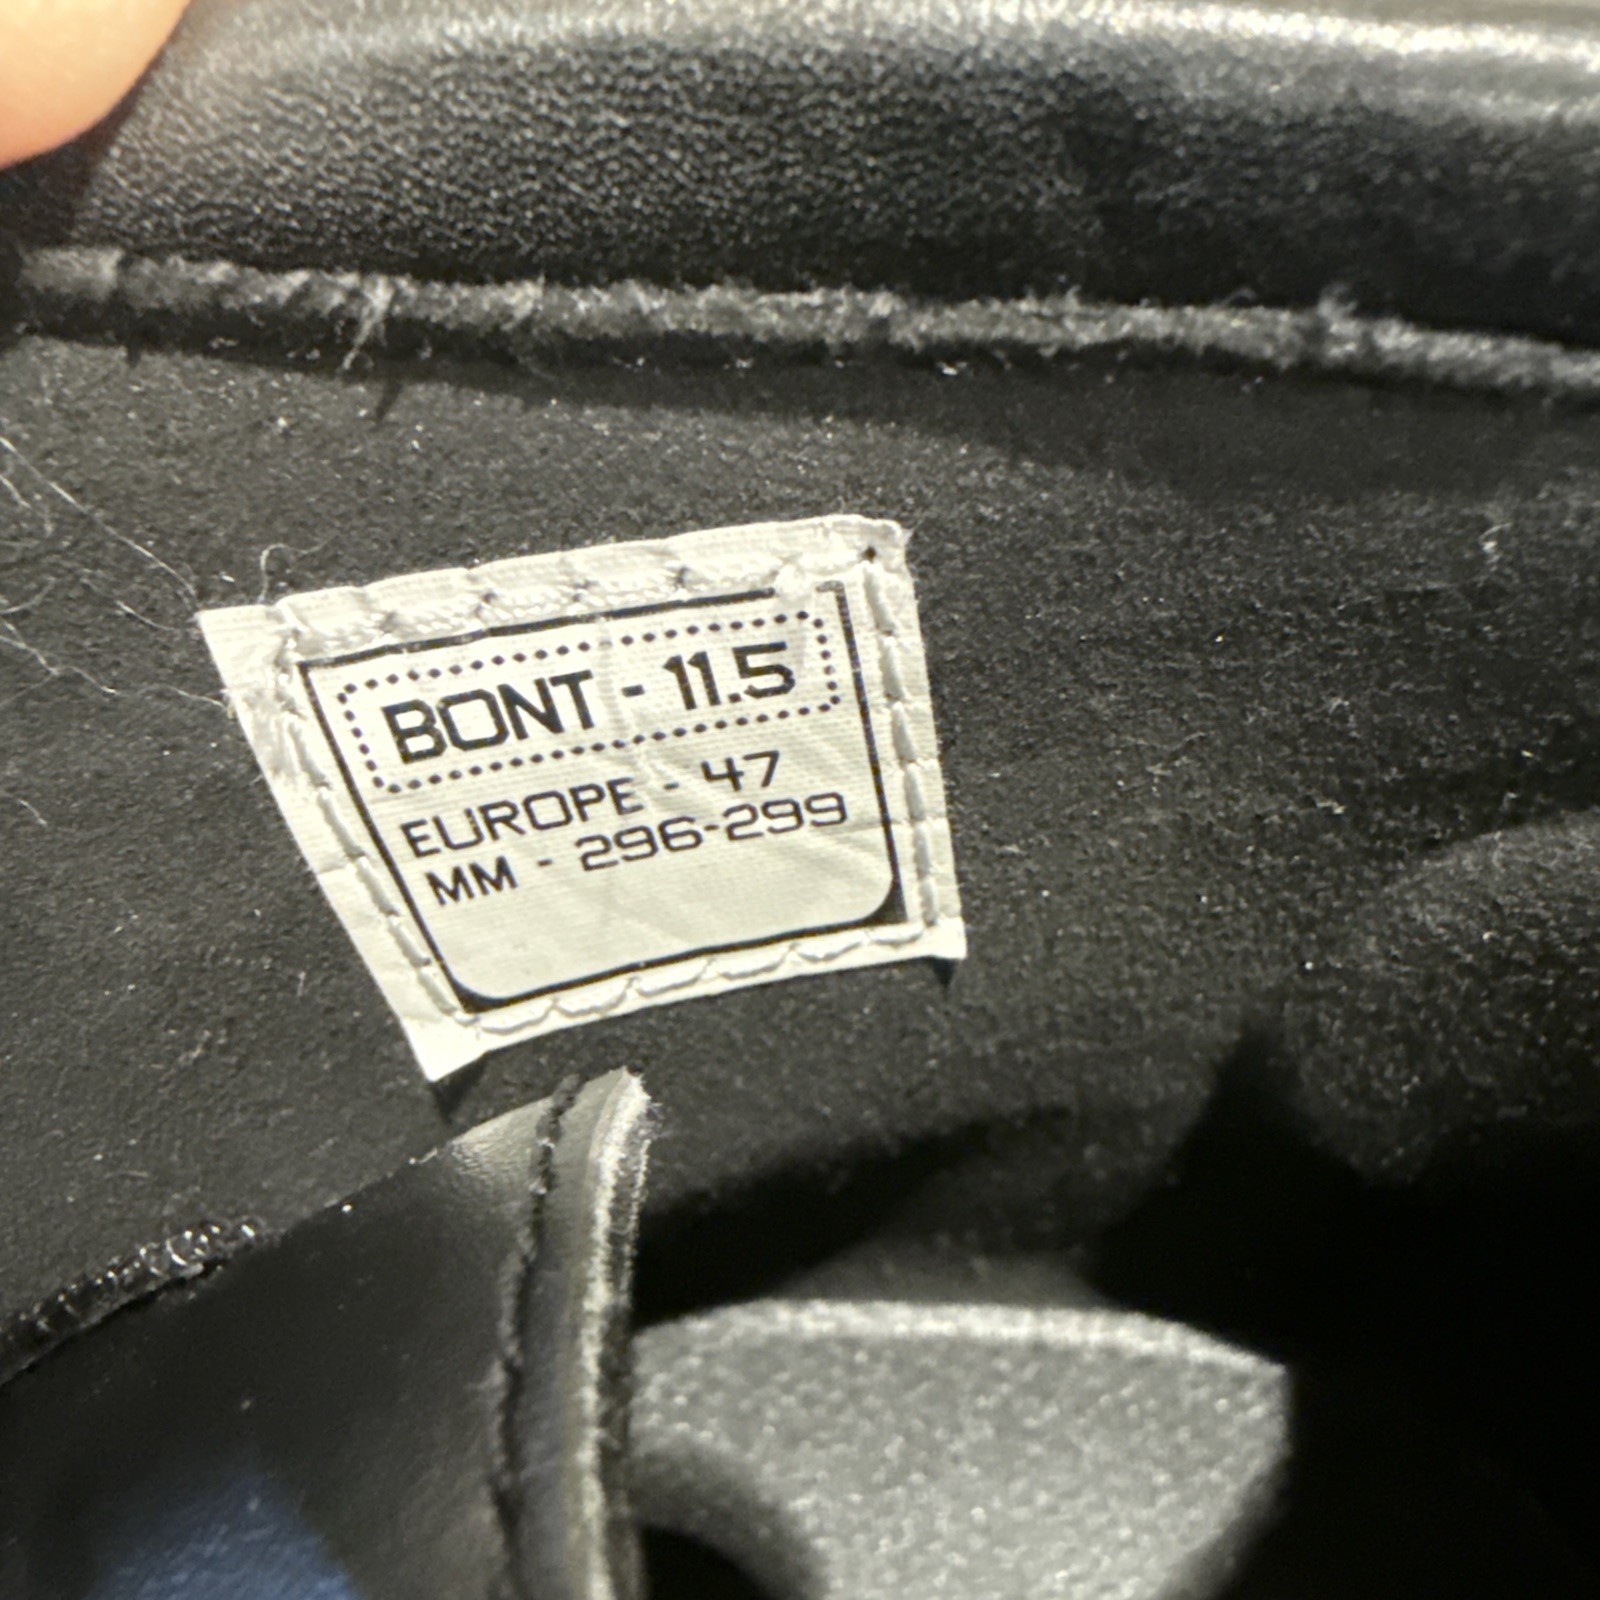 BONT - 11.5
EUROPE - 47
MM - 296-299